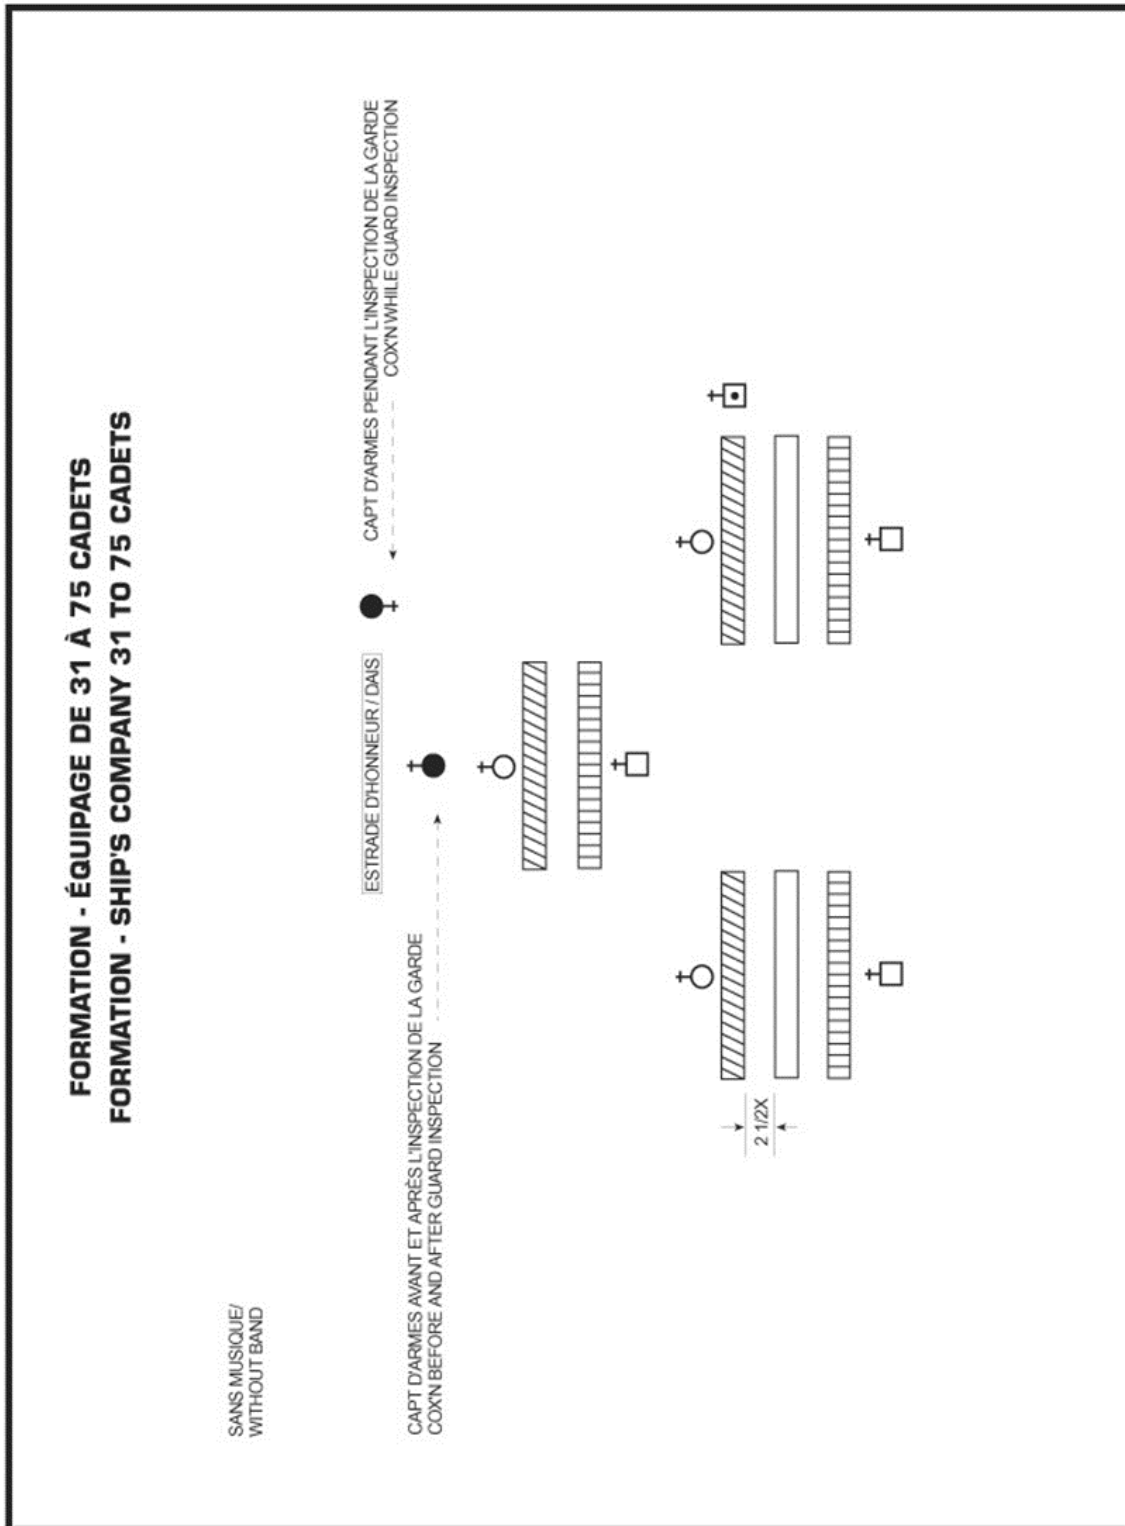 FORMATION - ÉQUIPAGE DE 31 À 75 CADETS
FORMATION - SHIP'S COMPANY 31 TO 75 CADETS
SANS MUSIQUE/
WITHOUT BAND
CAPT D'ARMES PENDANT L'INSPECTION DE LA GARDE
COX'N WHILE GUARD INSPECTION
ESTRADE D'HONNEUR / DAIS
CAPT D'ARMES AVANT ET APRÈS L'INSPECTION DE LA GARDE
COX'N BEFORE AND AFTER GUARD INSPECTION
2 1/2X